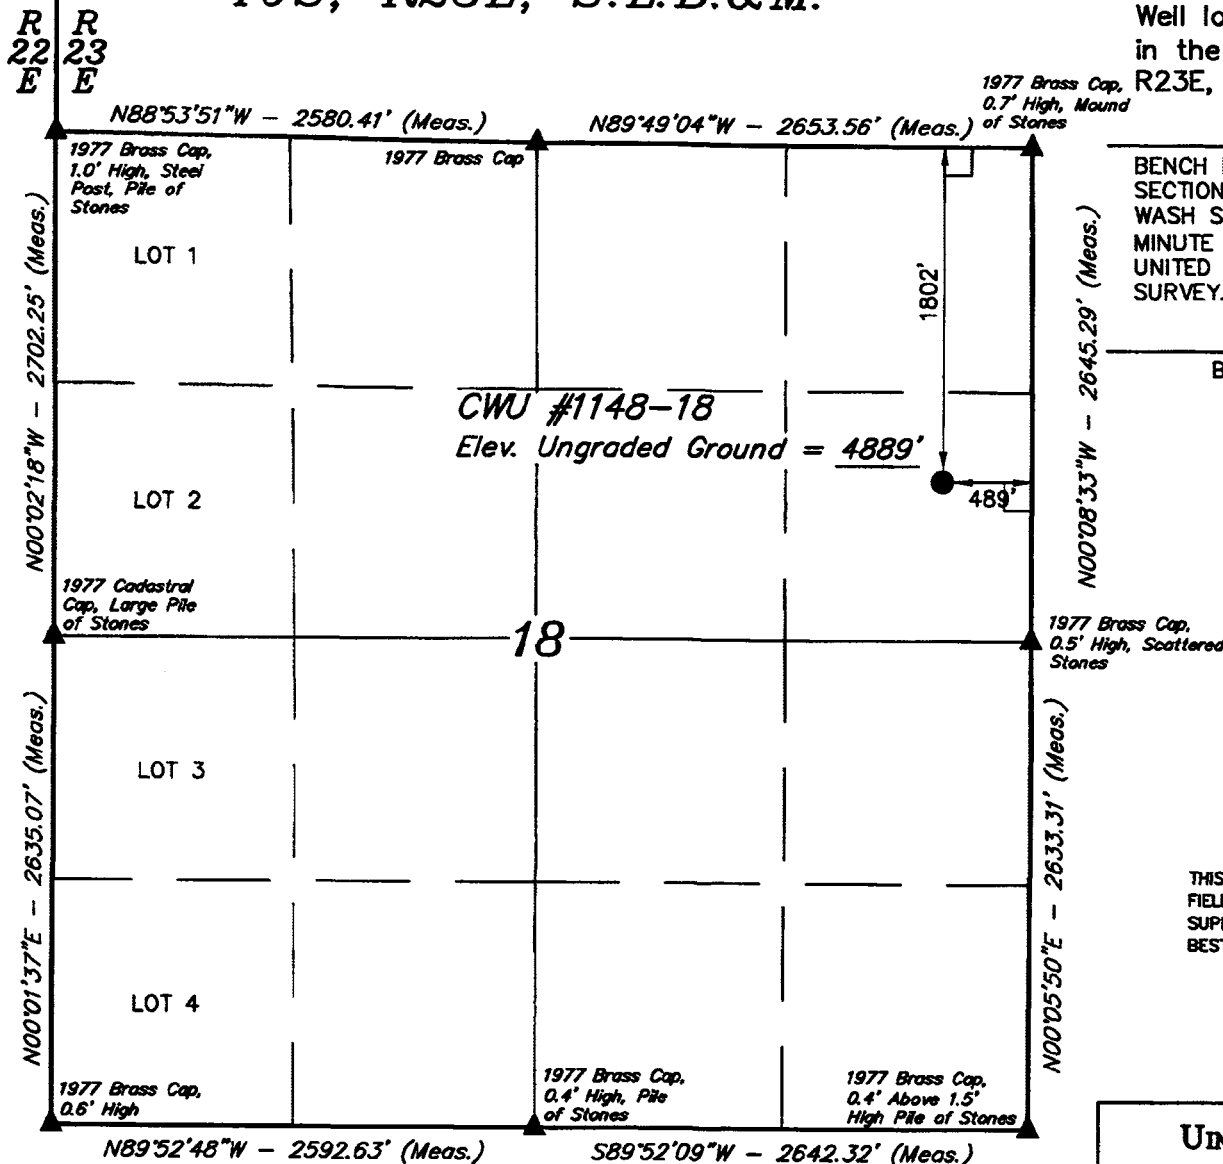 R R
22 23
E E
R23E, S.L.B.&M.
Well lo
in the
R23E,
N88°53'51"W - 2580.41' (Meas.)
N89°49'04"W - 2653.56' (Meas.)
1977 Brass Cap,
0.7' High, Mound
of Stones
1977 Brass Cap,
1.0' High, Steel
Post, Pile of
Stones
1977 Brass Cap
BENCH
SECTION
WASH S
MINUTE
UNITED
SURVEY.
B
LOT 1
N00°02'18"W - 2702.25' (Meas.)
1802'
N00°08'33"W - 2645.29' (Meas.)
CWU #1148-18
Elev. Ungraded Ground = 4889'
489'
LOT 2
1977 Cadastral
Cap, Large Pile
of Stones
18
1977 Brass Cap,
0.5' High, Scattered
Stones
LOT 3
N00°01'37"E - 2635.07' (Meas.)
N00°05'50"E - 2633.31' (Meas.)
THIS
FIEL
SUP
BEST
LOT 4
1977 Brass Cap,
0.6' High
1977 Brass Cap,
0.4' High, Pile
of Stones
1977 Brass Cap,
0.4' Above 1.5'
High Pile of Stones
N89°52'48"W - 2592.63' (Meas.)
S89°52'09"W - 2642.32' (Meas.)
UIN